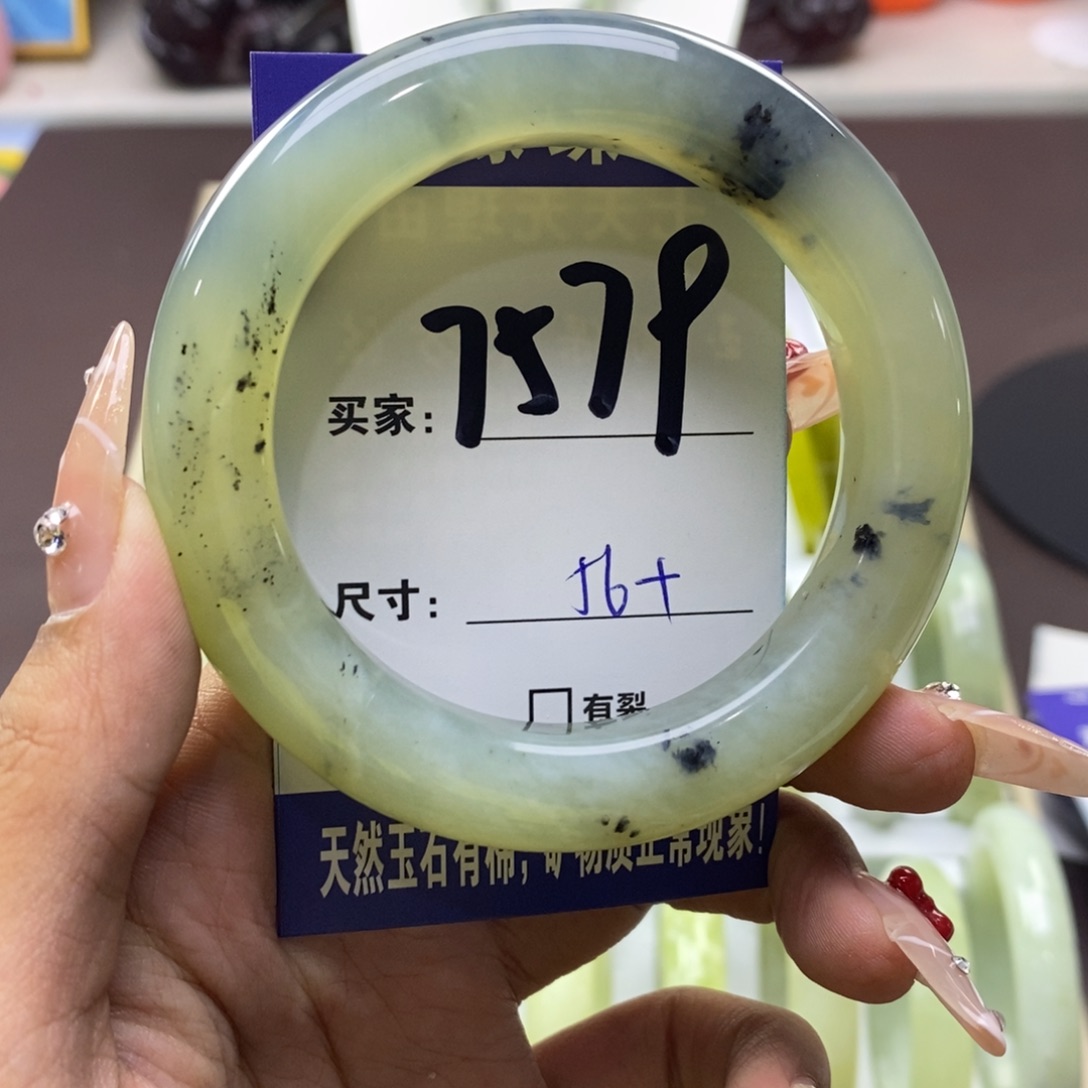 买家: 7579
尺寸: 56+
有裂
天然玉石有棉, 矿物质正常现象!